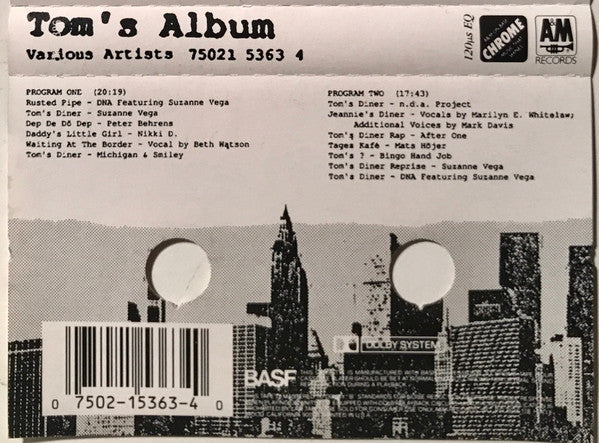 Tom's Album
Various Artists 75021 5363 4
120µs EQ
CHROME
A&M
RECORDS
PROGRAM ONE (20:19)
Rusted Pipe - DNA Featuring Suzanne Vega
Tom's Diner - Suzanne Vega
Dep De Dö Dep - Peter Behrens
Daddy's Little Girl - Nikki D.
Waiting At The Border - Vocal by Beth Watson
Tom's Diner - Michigan & Smiley
PROGRAM TWO (17:43)
Tom's Diner - n.d.a. Project
Jeannie's Diner - Vocals by Marilyn E. Whitelaw;
Additional Voices by Mark Davis
Tom's Diner Rap - After One
Tages Kafé - Mats Höjer
Tom's ? - Bingo Hand Job
Tom's Diner Reprise - Suzanne Vega
Tom's Diner - DNA Featuring Suzanne Vega
DOLBY SYSTEM
BASF
0 7502-15363-4 0